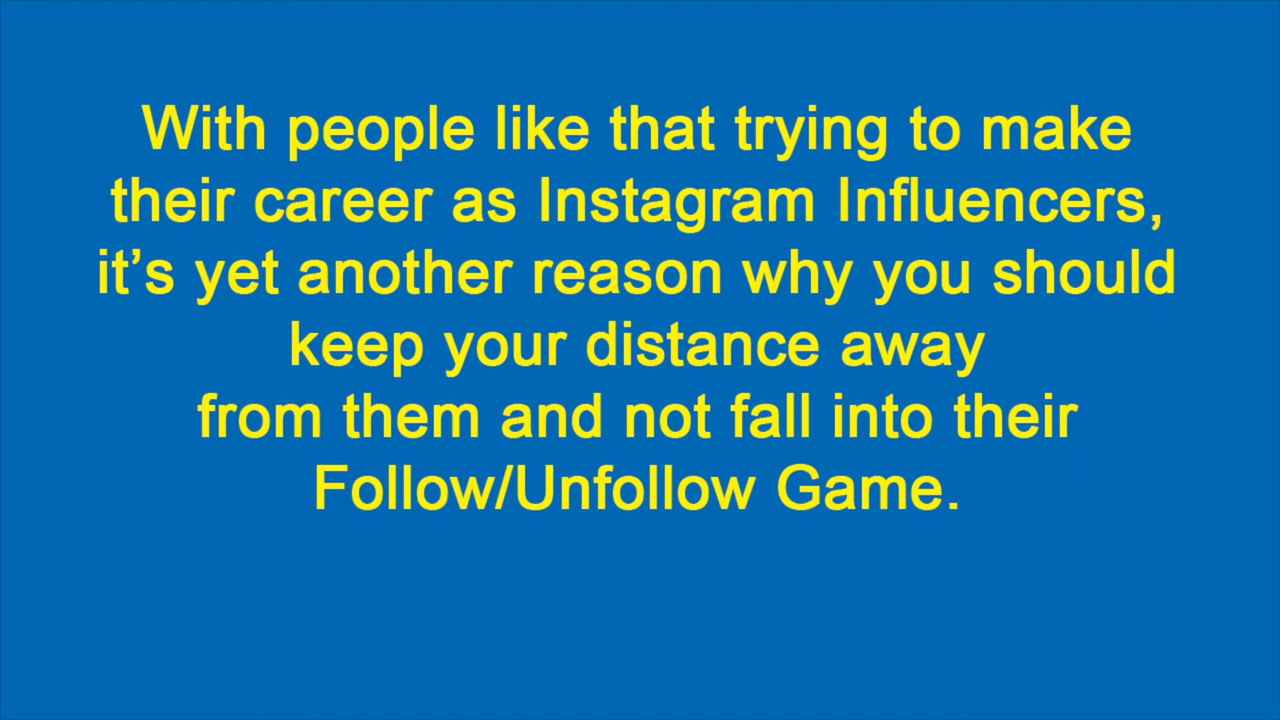 With people like that trying to make
their career as Instagram Influencers,
it’s yet another reason why you should
keep your distance away
from them and not fall into their
Follow/Unfollow Game.